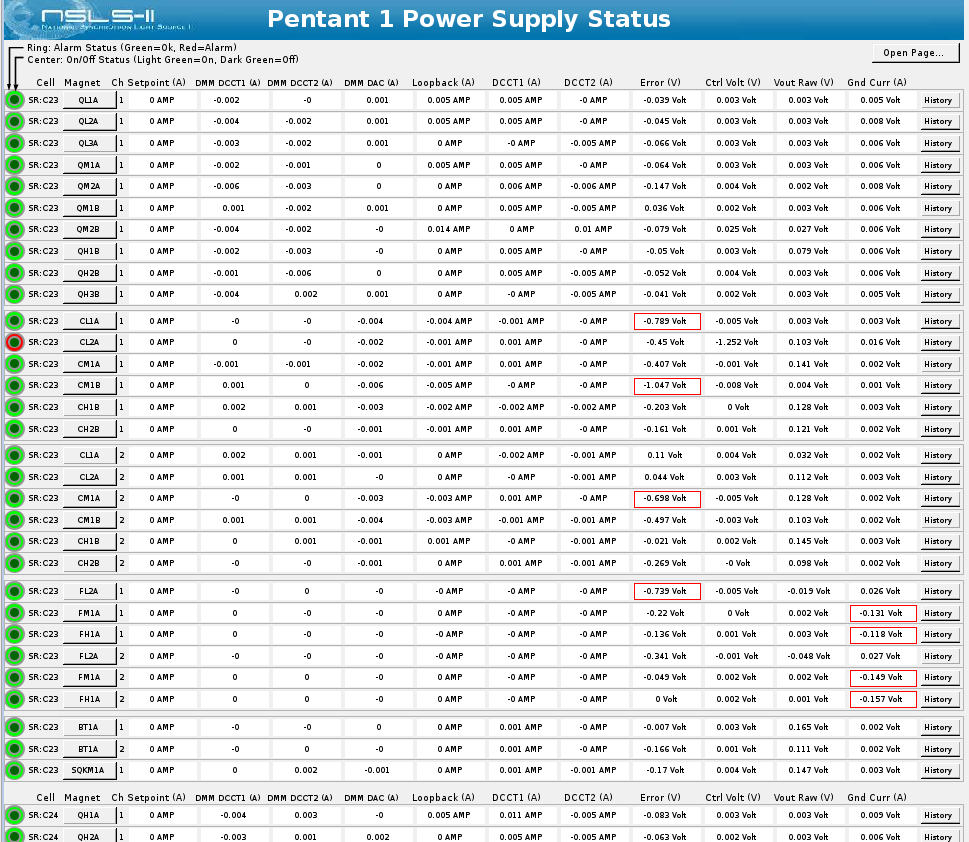 NSLS-II
NATIONAL SYNCHROTRON LIGHT SOURCE II
Pentant 1 Power Supply Status
Ring: Alarm Status (Green=Ok, Red=Alarm)
Center: On/Off Status (Light Green=On, Dark Green=Off)
Open Page...
Cell Magnet Ch Setpoint (A) DMM DCCT1 (A) DMM DCCT2 (A) DMM DAC (A) Loopback (A) DCCT1 (A) DCCT2 (A) Error (V) Ctrl Volt (V) Vout Raw (V) Gnd Curr (A)
SR:C23 QL1A 1 0 AMP -0.002 -0 0.001 0.005 AMP 0.005 AMP -0 AMP -0.039 Volt 0.003 Volt 0.003 Volt 0.005 Volt History
SR:C23 QL2A 1 0 AMP -0.004 -0.002 0.001 0.005 AMP 0.005 AMP -0 AMP -0.045 Volt 0.003 Volt 0.003 Volt 0.008 Volt History
SR:C23 QL3A 1 0 AMP -0.003 -0.002 0.001 0 AMP -0 AMP -0.005 AMP -0.066 Volt 0.003 Volt 0.003 Volt 0.006 Volt History
SR:C23 QM1A 1 0 AMP -0.002 -0.001 0 0.005 AMP 0.005 AMP -0 AMP -0.064 Volt 0.003 Volt 0.003 Volt 0.006 Volt History
SR:C23 QM2A 1 0 AMP -0.006 -0.003 0 0 AMP 0.006 AMP -0.006 AMP -0.147 Volt 0.004 Volt 0.002 Volt 0.008 Volt History
SR:C23 QM1B 1 0 AMP 0.001 -0.002 0.001 0 AMP 0.005 AMP -0.005 AMP 0.036 Volt 0.002 Volt 0.003 Volt 0.006 Volt History
SR:C23 QM2B 1 0 AMP -0.004 -0.002 -0 0.014 AMP 0 AMP 0.01 AMP -0.079 Volt 0.025 Volt 0.027 Volt 0.006 Volt History
SR:C23 QH1B 1 0 AMP -0.002 -0.003 -0 0 AMP 0.005 AMP -0 AMP -0.05 Volt 0.003 Volt 0.079 Volt 0.006 Volt History
SR:C23 QH2B 1 0 AMP -0.001 -0.006 0 0 AMP 0.005 AMP -0.005 AMP -0.052 Volt 0.004 Volt 0.003 Volt 0.006 Volt History
SR:C23 QH3B 1 0 AMP -0.004 0.002 0.001 0 AMP -0 AMP -0.005 AMP -0.041 Volt 0.002 Volt 0.003 Volt 0.005 Volt History
SR:C23 CL1A 1 0 AMP -0 -0 -0.004 -0.004 AMP -0.001 AMP -0 AMP -0.789 Volt -0.005 Volt 0.003 Volt 0.003 Volt History
SR:C23 CL2A 1 0 AMP 0 -0 -0.002 -0.001 AMP 0.001 AMP -0 AMP -0.45 Volt -1.252 Volt 0.103 Volt 0.016 Volt History
SR:C23 CM1A 1 0 AMP -0.001 -0.001 -0.002 -0.001 AMP 0.001 AMP -0 AMP -0.407 Volt -0.001 Volt 0.141 Volt 0.002 Volt History
SR:C23 CM1B 1 0 AMP 0.001 0 -0.006 -0.005 AMP -0 AMP -0 AMP -1.047 Volt -0.008 Volt 0.004 Volt 0.001 Volt History
SR:C23 CH1B 1 0 AMP 0.002 0.001 -0.003 -0.002 AMP -0.002 AMP -0.002 AMP -0.203 Volt 0 Volt 0.128 Volt 0.003 Volt History
SR:C23 CH2B 1 0 AMP 0 -0 -0.001 -0.001 AMP 0.001 AMP -0 AMP -0.161 Volt 0.001 Volt 0.121 Volt 0.002 Volt History
SR:C23 CL1A 2 0 AMP 0.002 0.001 -0.001 0 AMP -0.002 AMP -0.001 AMP 0.11 Volt 0.004 Volt 0.032 Volt 0.002 Volt History
SR:C23 CL2A 2 0 AMP 0.001 0.001 -0 0 AMP -0 AMP -0.001 AMP 0.044 Volt 0.003 Volt 0.112 Volt 0.003 Volt History
SR:C23 CM1A 2 0 AMP -0 0 -0.003 -0.003 AMP 0.001 AMP -0 AMP -0.698 Volt -0.005 Volt 0.128 Volt 0.002 Volt History
SR:C23 CM1B 2 0 AMP 0.001 0.001 -0.004 -0.003 AMP -0.001 AMP -0.001 AMP -0.497 Volt -0.003 Volt 0.103 Volt 0.002 Volt History
SR:C23 CH1B 2 0 AMP 0 0.001 -0.001 0.001 AMP -0 AMP -0.001 AMP -0.021 Volt 0.002 Volt 0.145 Volt 0.003 Volt History
SR:C23 CH2B 2 0 AMP -0 -0 -0.001 0 AMP 0.001 AMP -0.001 AMP -0.269 Volt -0 Volt 0.098 Volt 0.002 Volt History
SR:C23 FL2A 1 0 AMP -0 0 -0 -0 AMP -0 AMP -0 AMP -0.739 Volt -0.005 Volt -0.019 Volt 0.026 Volt History
SR:C23 FM1A 1 0 AMP 0 0 -0 0 AMP -0 AMP -0 AMP -0.22 Volt 0 Volt 0.002 Volt -0.131 Volt History
SR:C23 FH1A 1 0 AMP 0 0 -0 -0 AMP -0 AMP -0 AMP -0.136 Volt 0.001 Volt 0.003 Volt -0.118 Volt History
SR:C23 FL2A 2 0 AMP -0 -0 -0 -0 AMP -0 AMP -0 AMP -0.341 Volt -0.001 Volt -0.048 Volt 0.027 Volt History
SR:C23 FM1A 2 0 AMP 0 0 -0 0 AMP -0 AMP -0 AMP -0.049 Volt 0.002 Volt 0.002 Volt -0.149 Volt History
SR:C23 FH1A 2 0 AMP 0 0 -0 0 AMP -0 AMP -0 AMP 0 Volt 0.002 Volt 0.001 Volt -0.157 Volt History
SR:C23 BT1A 1 0 AMP -0 -0 0 0 AMP 0.001 AMP -0 AMP -0.007 Volt 0.003 Volt 0.165 Volt 0.002 Volt History
SR:C23 BT1A 2 0 AMP -0 0 -0 0 AMP 0.001 AMP -0 AMP -0.166 Volt 0.001 Volt 0.111 Volt 0.002 Volt History
SR:C23 SQKM1A 1 0 AMP 0 0.002 -0.001 0 AMP 0.001 AMP -0.001 AMP -0.17 Volt 0.004 Volt 0.147 Volt 0.003 Volt History
Cell Magnet Ch Setpoint (A) DMM DCCT1 (A) DMM DCCT2 (A) DMM DAC (A) Loopback (A) DCCT1 (A) DCCT2 (A) Error (V) Ctrl Volt (V) Vout Raw (V) Gnd Curr (A)
SR:C24 QH1A 1 0 AMP -0.004 0.003 -0 0.005 AMP 0.011 AMP -0.005 AMP -0.083 Volt 0.003 Volt 0.003 Volt 0.009 Volt History
SR:C24 QH2A 1 0 AMP -0.003 0.001 0.002 0 AMP 0.005 AMP -0.005 AMP -0.063 Volt 0.002 Volt 0.003 Volt 0.006 Volt History